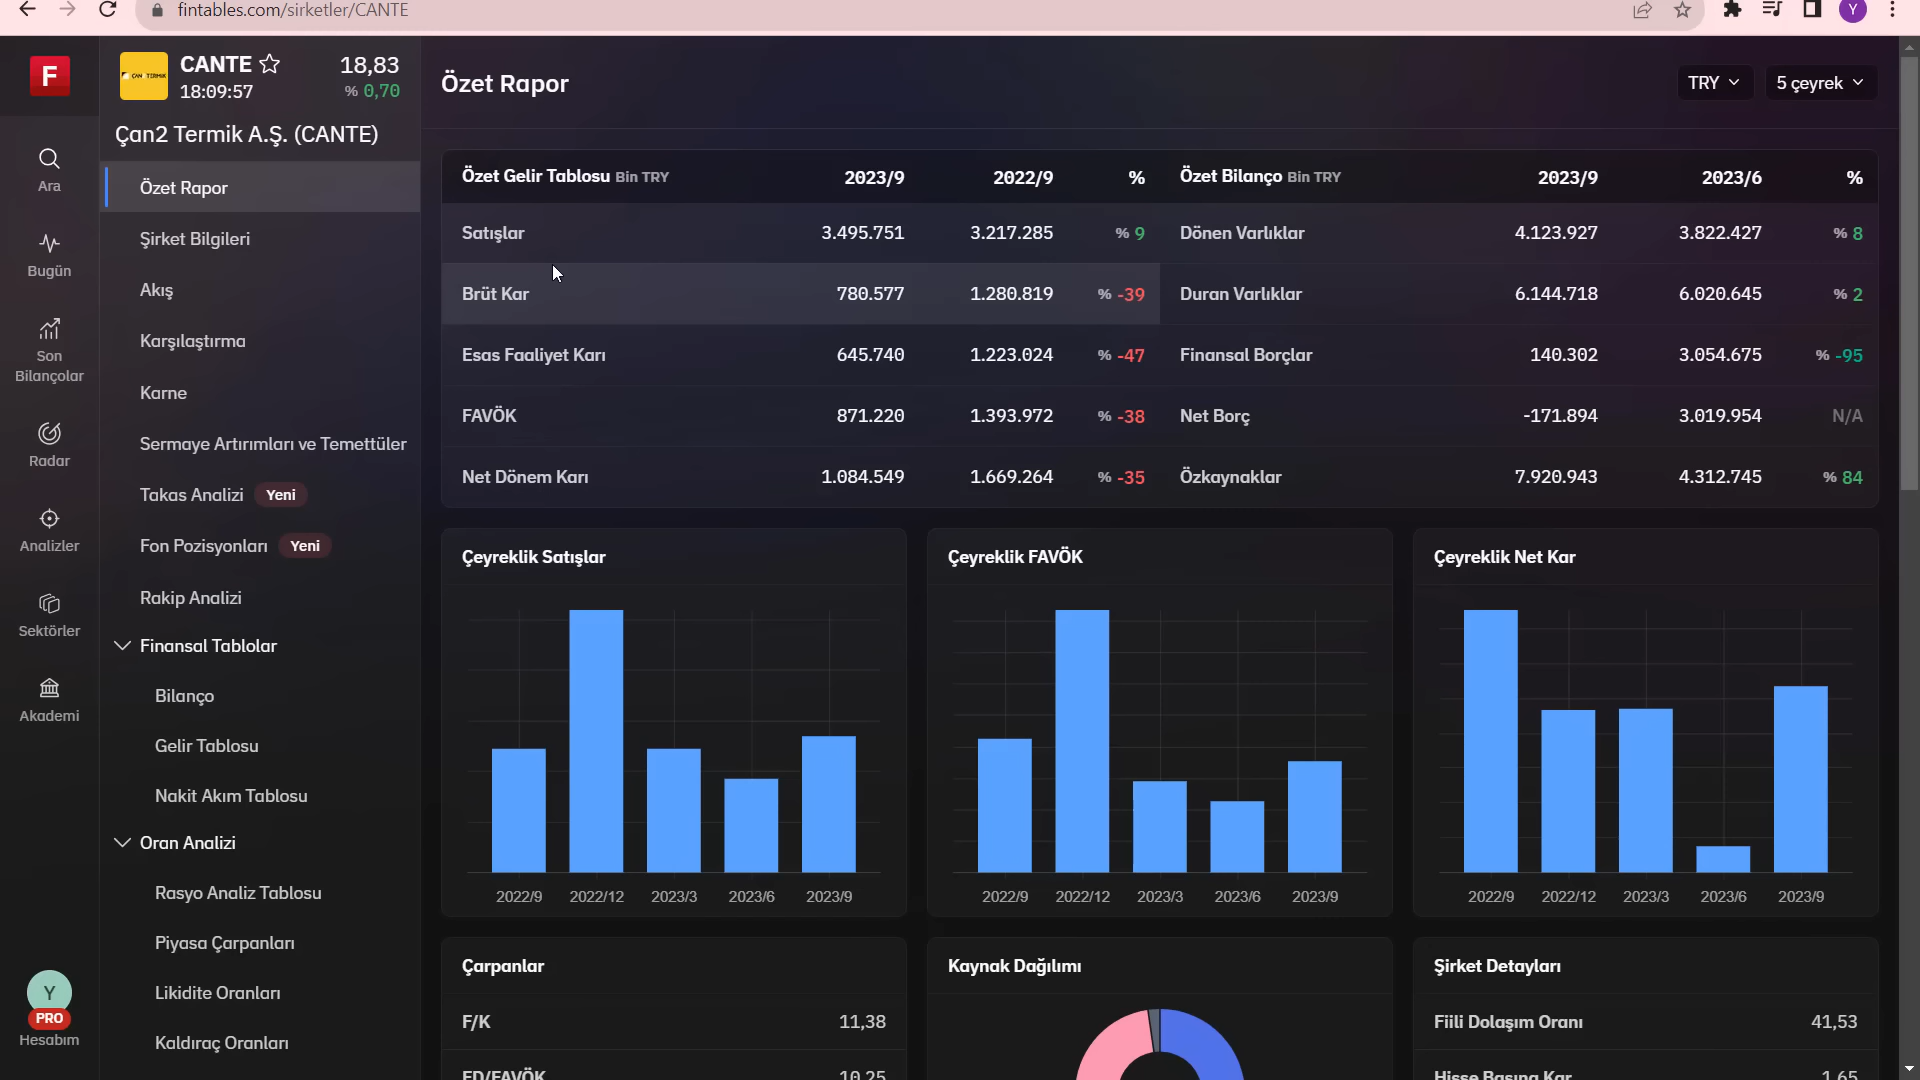 fintables.com/sirketler/CANTE
Y
F
CAN2 TERMİK
CANTE
18,83
18:09:57
% 0,70
Çan2 Termik A.Ş. (CANTE)
Ara
Bugün
Son
Bilançolar
Radar
Analizler
Sektörler
Akademi
Y
PRO
Hesabım
Özet Rapor
Şirket Bilgileri
Akış
Karşılaştırma
Karne
Sermaye Artırımları ve Temettüler
Takas Analizi Yeni
Fon Pozisyonları Yeni
Rakip Analizi
Finansal Tablolar
Bilanço
Gelir Tablosu
Nakit Akım Tablosu
Oran Analizi
Rasyo Analiz Tablosu
Piyasa Çarpanları
Likidite Oranları
Kaldıraç Oranları
Özet Rapor
TRY
5 çeyrek
Özet Gelir Tablosu Bin TRY 2023/9 2022/9 %
Satışlar 3.495.751 3.217.285 % 9
Brüt Kar 780.577 1.280.819 % -39
Esas Faaliyet Karı 645.740 1.223.024 % -47
FAVÖK 871.220 1.393.972 % -38
Net Dönem Karı 1.084.549 1.669.264 % -35
Özet Bilanço Bin TRY 2023/9 2023/6 %
Dönen Varlıklar 4.123.927 3.822.427 % 8
Duran Varlıklar 6.144.718 6.020.645 % 2
Finansal Borçlar 140.302 3.054.675 % -95
Net Borç -171.894 3.019.954 N/A
Özkaynaklar 7.920.943 4.312.745 % 84
Çeyreklik Satışlar
2022/9 2022/12 2023/3 2023/6 2023/9
Çeyreklik FAVÖK
2022/9 2022/12 2023/3 2023/6 2023/9
Çeyreklik Net Kar
2022/9 2022/12 2023/3 2023/6 2023/9
Çarpanlar
F/K 11,38
FD/FAVÖK 10,25
Kaynak Dağılımı
Şirket Detayları
Fiili Dolaşım Oranı 41,53
Hisse Başına Kar 1,65